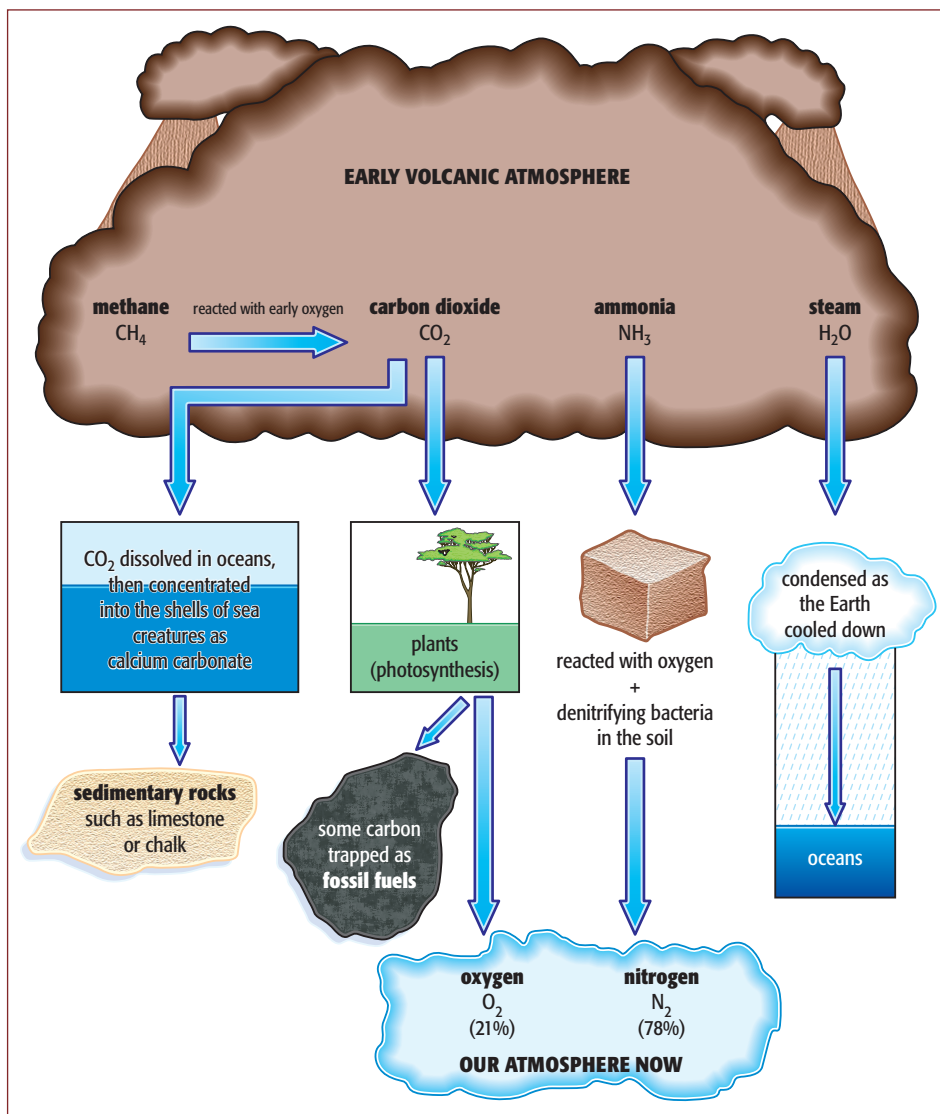 EARLY VOLCANIC ATMOSPHERE
methane
CH₄
reacted with early oxygen
carbon dioxide
CO₂
ammonia
NH₃
steam
H₂O
CO₂ dissolved in oceans,
then concentrated
into the shells of sea
creatures as
calcium carbonate
plants
(photosynthesis)
reacted with oxygen
+
denitrifying bacteria
in the soil
condensed as
the Earth
cooled down
sedimentary rocks
such as limestone
or chalk
some carbon
trapped as
fossil fuels
oceans
oxygen
O₂
(21%)
nitrogen
N₂
(78%)
OUR ATMOSPHERE NOW